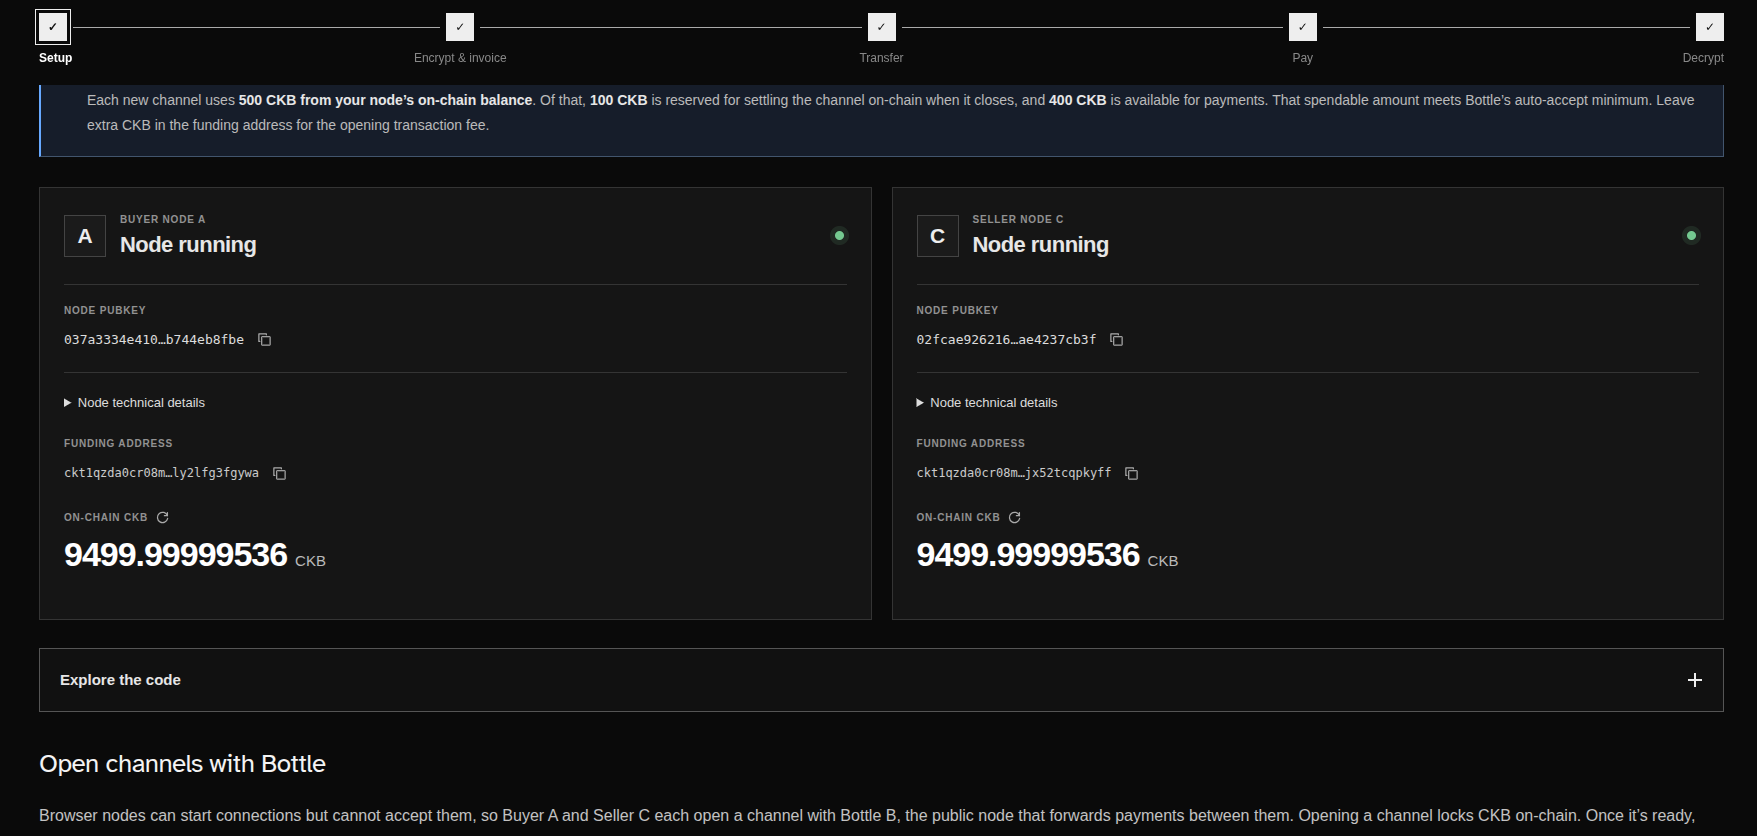 ✓ ✓ ✓ ✓ ✓
Setup Encrypt & invoice Transfer Pay Decrypt
Each new channel uses 500 CKB from your node’s on-chain balance. Of that, 100 CKB is reserved for settling the channel on-chain when it closes, and 400 CKB is available for payments. That spendable amount meets Bottle’s auto-accept minimum. Leave
extra CKB in the funding address for the opening transaction fee.
A
BUYER NODE A
Node running
NODE PUBKEY
037a3334e410…b744eb8fbe
Node technical details
FUNDING ADDRESS
ckt1qzda0cr08m…ly2lfg3fgywa
ON-CHAIN CKB
9499.99999536 CKB
C
SELLER NODE C
Node running
NODE PUBKEY
02fcae926216…ae4237cb3f
Node technical details
FUNDING ADDRESS
ckt1qzda0cr08m…jx52tcqpkyff
ON-CHAIN CKB
9499.99999536 CKB
Explore the code
Open channels with Bottle
Browser nodes can start connections but cannot accept them, so Buyer A and Seller C each open a channel with Bottle B, the public node that forwards payments between them. Opening a channel locks CKB on-chain. Once it’s ready,